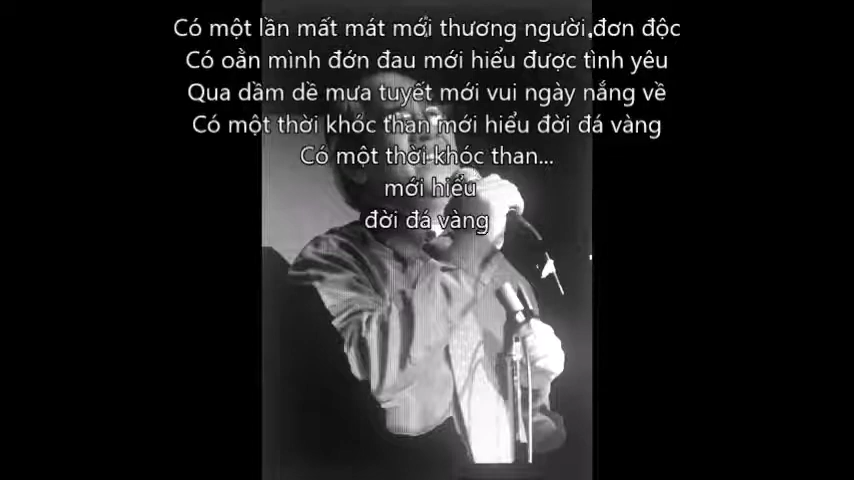 Có một lần mất mát mới thương người đơn độc
Có oằn mình đớn đau mới hiểu được tình yêu
Qua dầm dề mưa tuyết mới vui ngày nắng về
Có một thời khóc than mới hiểu đời đá vàng
Có một thời khóc than...
mới hiểu
đời đá vàng